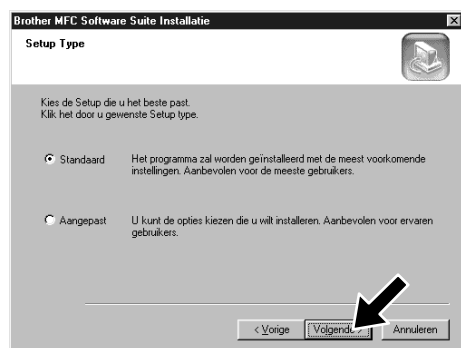 Brother MFC Software Suite Installatie
Setup Type
Kies de Setup die u het beste past.
Klik het door u gewenste Setup type.
Standaard
Het programma zal worden geïnstalleerd met de meest voorkomende
instellingen. Aanbevolen voor de meeste gebruikers.
Aangepast
U kunt de opties kiezen die u wilt installeren. Aanbevolen voor ervaren
gebruikers.
< Vorige
Volgende >
Annuleren